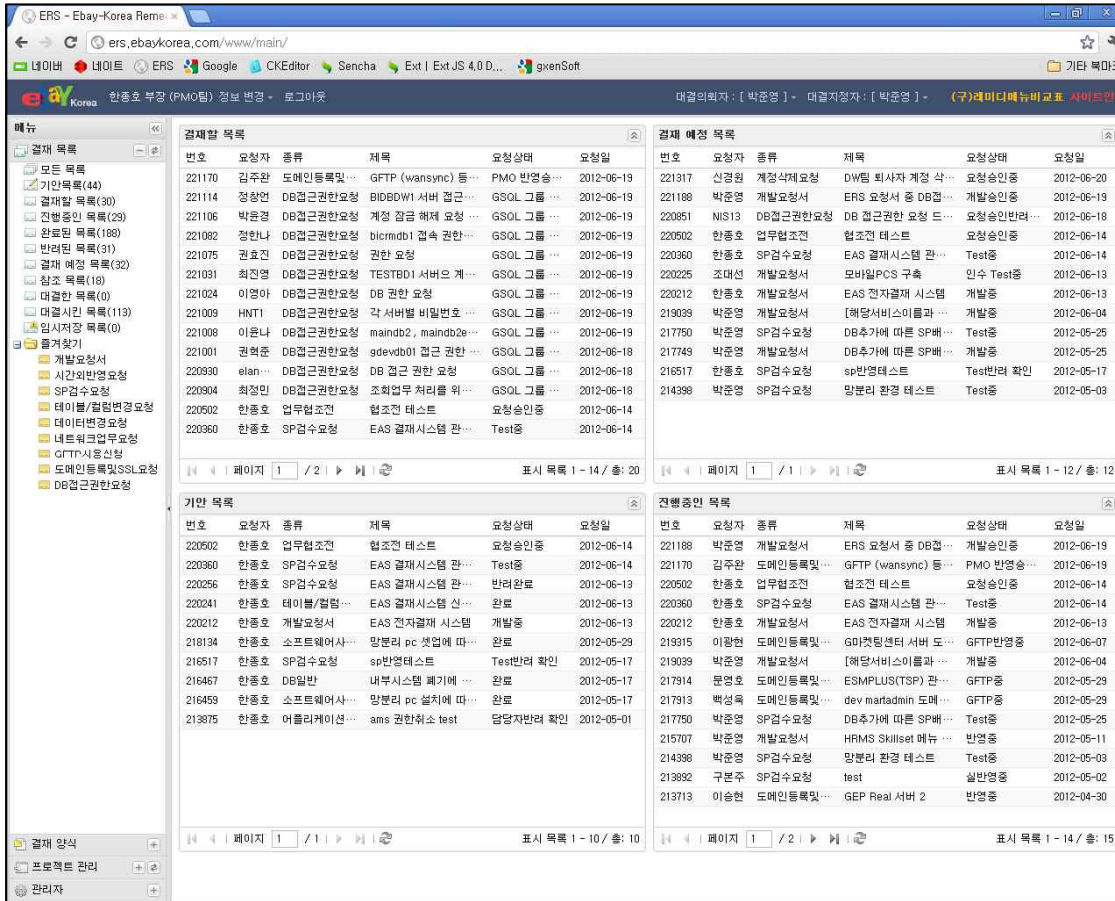 ERS - Ebay-Korea Reme
ers.ebaykorea.com/www/main/
네이버 네이트 ERS Google CKEditor Sencha Ext | Ext JS 4.0 D... gxenSoft 기타 북마크
ebay Korea 한종호 부장 (PMO팀) 정보 변경 로그아웃 대결의뢰자 : [ 박준영 ] 대결지정자 : [ 박준영 ] (구)레미디메뉴비교표 사이트인
메뉴
결재 목록
모든 목록
기안목록(44)
결재할 목록(30)
진행중인 목록(29)
완료된 목록(188)
반려된 목록(31)
결재 예정 목록(32)
참조 목록(18)
대결한 목록(0)
대결시킨 목록(113)
임시저장 목록(0)
즐겨찾기
개발요청서
시간외반영요청
SP검수요청
테이블/컬럼변경요청
데이터변경요청
네트워크업무요청
GFTP사용신청
도메인등록및SSL요청
DB접근권한요청
결재 양식
프로젝트 관리
관리자
결재할 목록
번호 요청자 종류 제목 요청상태 요청일
221170 김주완 도메인등록및… GFTP (wansync) 등… PMO 반영승… 2012-06-19
221114 정창언 DB접근권한요청 BIDBDW1 서버 접근… GSQL 그룹 … 2012-06-19
221106 박윤경 DB접근권한요청 계정 잠금 해제 요청 … GSQL 그룹 … 2012-06-19
221082 정한나 DB접근권한요청 bicrmdb1 접속 권한… GSQL 그룹 … 2012-06-19
221075 권효진 DB접근권한요청 권한 요청 GSQL 그룹 … 2012-06-19
221031 최진영 DB접근권한요청 TESTBD1 서버으 계… GSQL 그룹 … 2012-06-19
221024 이영아 DB접근권한요청 DB 권한 요청 GSQL 그룹 … 2012-06-19
221009 HNT1 DB접근권한요청 각 서버별 비밀번호 … GSQL 그룹 … 2012-06-19
221008 이윤나 DB접근권한요청 maindb2 , maindb2e… GSQL 그룹 … 2012-06-19
221001 권혁준 DB접근권한요청 gdevdb01 접근 권한 … GSQL 그룹 … 2012-06-18
220930 elan… DB접근권한요청 DB 접근 권한 요청 GSQL 그룹 … 2012-06-18
220904 최정민 DB접근권한요청 조회업무 처리를 위… GSQL 그룹 … 2012-06-18
220502 한종호 업무협조전 협조전 테스트 요청승인중 2012-06-14
220360 한종호 SP검수요청 EAS 결재시스템 관… Test중 2012-06-14
페이지 1 / 2 표시 목록 1 - 14 / 총: 20
결재 예정 목록
번호 요청자 종류 제목 요청상태 요청일
221317 신경원 계정삭제요청 DW팀 퇴사자 계정 삭… 요청승인중 2012-06-20
221188 박준영 개발요청서 ERS 요청서 중 DB접… 개발승인중 2012-06-19
220851 NIS13 DB접근권한요청 DB 접근권한 요청 드… 요청승인반려… 2012-06-18
220502 한종호 업무협조전 협조전 테스트 요청승인중 2012-06-14
220360 한종호 SP검수요청 EAS 결재시스템 관… Test중 2012-06-14
220225 조대선 개발요청서 모바일PCS 구축 인수 Test중 2012-06-13
220212 한종호 개발요청서 EAS 전자결재 시스템 개발중 2012-06-13
219039 박준영 개발요청서 [해당서비스이름과 … 개발중 2012-06-04
217750 박준영 SP검수요청 DB추가에 따른 SP배… Test중 2012-05-25
217749 박준영 개발요청서 DB추가에 따른 SP배… 개발중 2012-05-25
216517 한종호 SP검수요청 sp반영테스트 Test반려 확인 2012-05-17
214398 박준영 SP검수요청 망분리 환경 테스트 Test중 2012-05-03
페이지 1 / 1 표시 목록 1 - 12 / 총: 12
기안 목록
번호 요청자 종류 제목 요청상태 요청일
220502 한종호 업무협조전 협조전 테스트 요청승인중 2012-06-14
220360 한종호 SP검수요청 EAS 결재시스템 관… Test중 2012-06-14
220256 한종호 SP검수요청 EAS 결재시스템 관… 반려완료 2012-06-13
220241 한종호 테이블/컬럼… EAS 결재시스템 신… 완료 2012-06-13
220212 한종호 개발요청서 EAS 전자결재 시스템 개발중 2012-06-13
218134 한종호 소프트웨어사… 망분리 pc 셋업에 따… 완료 2012-05-29
216517 한종호 SP검수요청 sp반영테스트 Test반려 확인 2012-05-17
216467 한종호 DB일반 내부시스템 폐기에 … 완료 2012-05-17
216459 한종호 소프트웨어사… 망분리 pc 설치에 따… 완료 2012-05-17
213875 한종호 어플리케이션… ams 권한취소 test 담당자반려 확인 2012-05-01
페이지 1 / 1 표시 목록 1 - 10 / 총: 10
진행중인 목록
번호 요청자 종류 제목 요청상태 요청일
221188 박준영 개발요청서 ERS 요청서 중 DB접… 개발승인중 2012-06-19
221170 김주완 도메인등록및… GFTP (wansync) 등… PMO 반영승… 2012-06-19
220502 한종호 업무협조전 협조전 테스트 요청승인중 2012-06-14
220360 한종호 SP검수요청 EAS 결재시스템 관… Test중 2012-06-14
220212 한종호 개발요청서 EAS 전자결재 시스템 개발중 2012-06-13
219315 이광현 도메인등록및… G마켓팅센터 서버 도… GFTP반영중 2012-06-07
219039 박준영 개발요청서 [해당서비스이름과 … 개발중 2012-06-04
217914 문영호 도메인등록및… ESMPLUS(TSP) 관… GFTP중 2012-05-29
217913 백성욱 도메인등록및… dev martadmin 도메… GFTP중 2012-05-29
217750 박준영 SP검수요청 DB추가에 따른 SP배… Test중 2012-05-25
215707 박준영 개발요청서 HRMS Skillset 메뉴 … 반영중 2012-05-11
214398 박준영 SP검수요청 망분리 환경 테스트 Test중 2012-05-03
213892 구본주 SP검수요청 test 실반영중 2012-05-02
213713 이승현 도메인등록및… GEP Real 서버 2 반영중 2012-04-30
페이지 1 / 2 표시 목록 1 - 14 / 총: 15